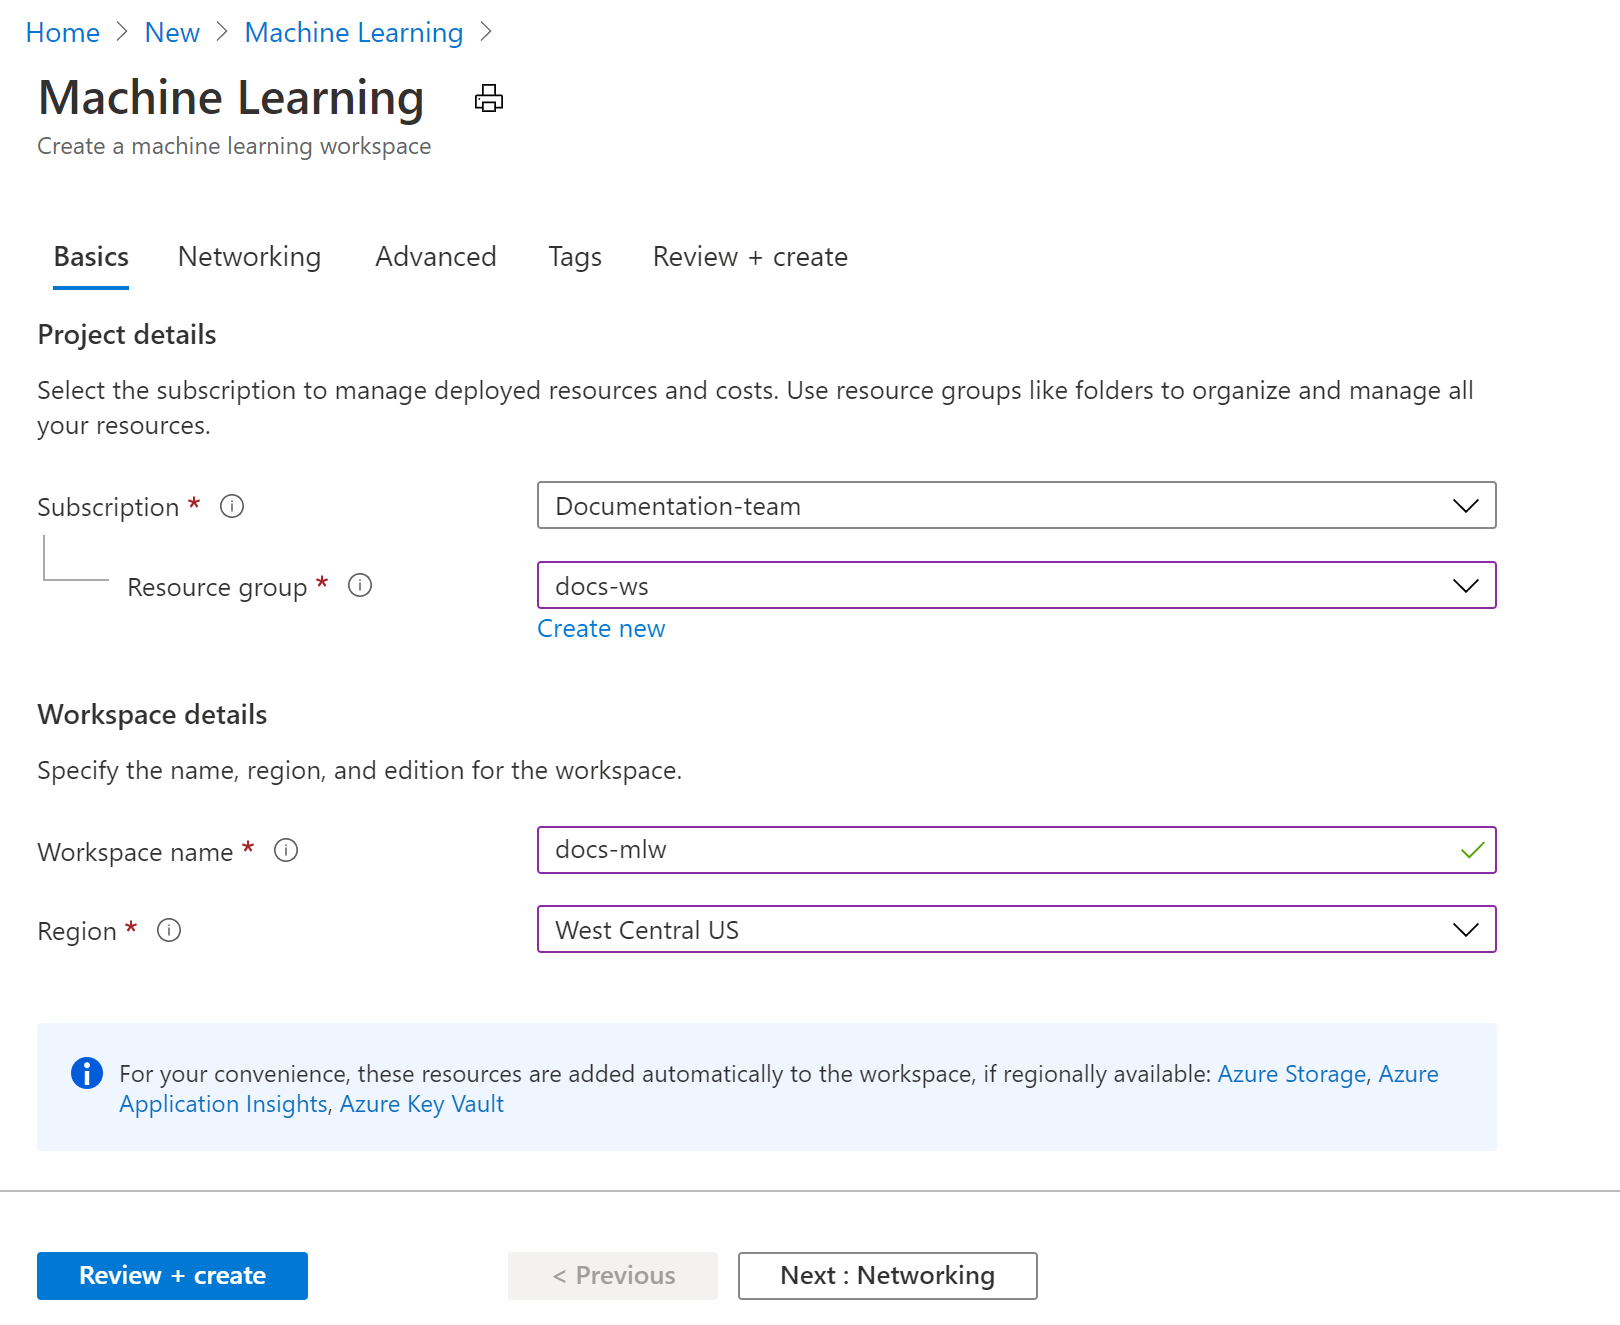 Home > New > Machine Learning >
Machine Learning
Create a machine learning workspace
Basics Networking Advanced Tags Review + create
Project details
Select the subscription to manage deployed resources and costs. Use resource groups like folders to organize and manage all
your resources.
Subscription * Documentation-team
Resource group * docs-ws
Create new
Workspace details
Specify the name, region, and edition for the workspace.
Workspace name * docs-mlw
Region * West Central US
For your convenience, these resources are added automatically to the workspace, if regionally available: Azure Storage, Azure
Application Insights, Azure Key Vault
Review + create < Previous Next : Networking